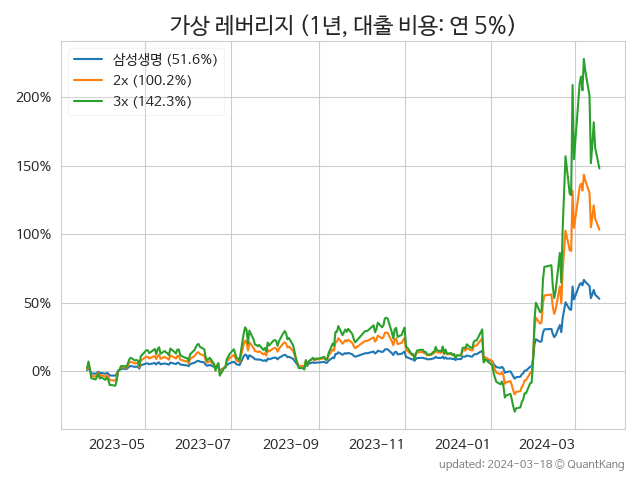 가상 레버리지 (1년, 대출 비용: 연 5%)
삼성생명 (51.6%)
2x (100.2%)
3x (142.3%)
200%
150%
100%
50%
0%
2023-05 2023-07 2023-09 2023-11 2024-01 2024-03
updated: 2024-03-18 © QuantKang